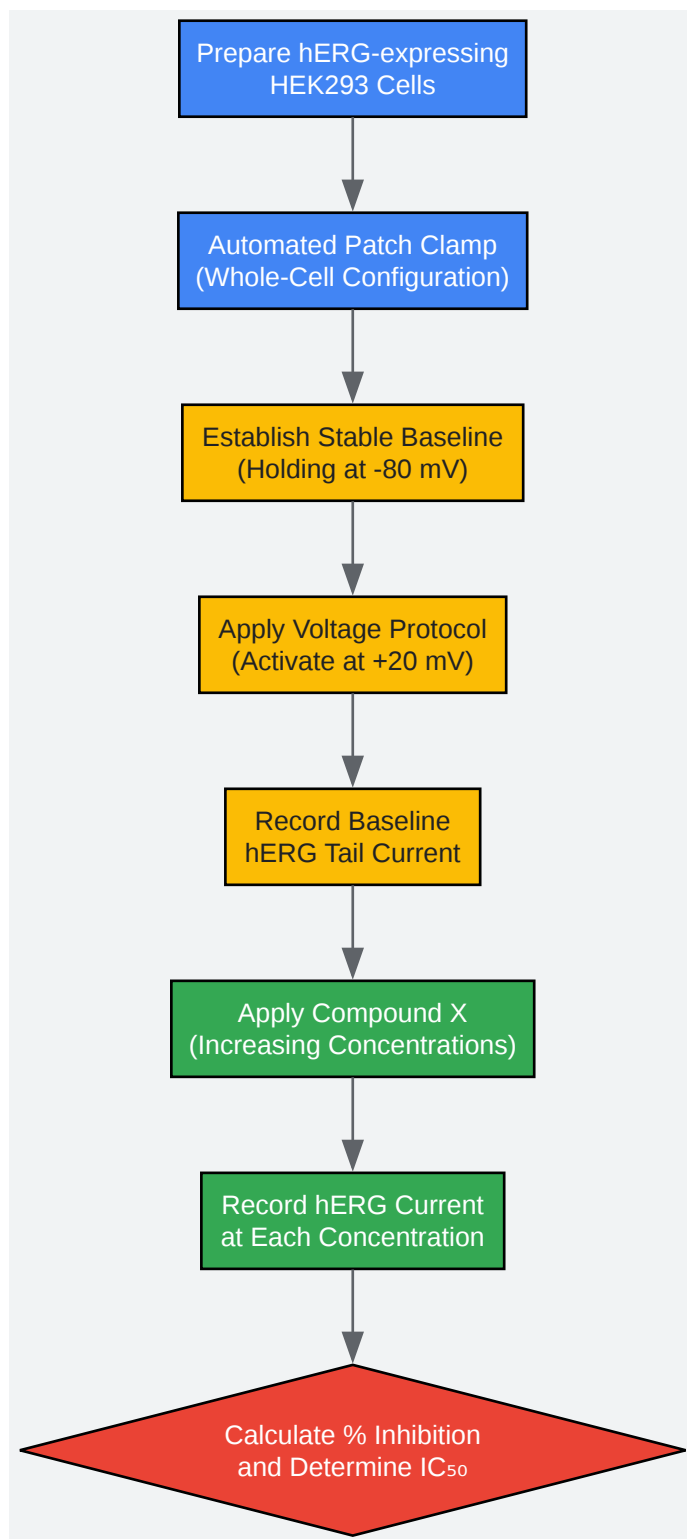 Prepare hERG-expressing
HEK293 Cells
Automated Patch Clamp
(Whole-Cell Configuration)
Establish Stable Baseline
(Holding at -80 mV)
Apply Voltage Protocol
(Activate at +20 mV)
Record Baseline
hERG Tail Current
Apply Compound X
(Increasing Concentrations)
Record hERG Current
at Each Concentration
Calculate % Inhibition
and Determine IC₅₀